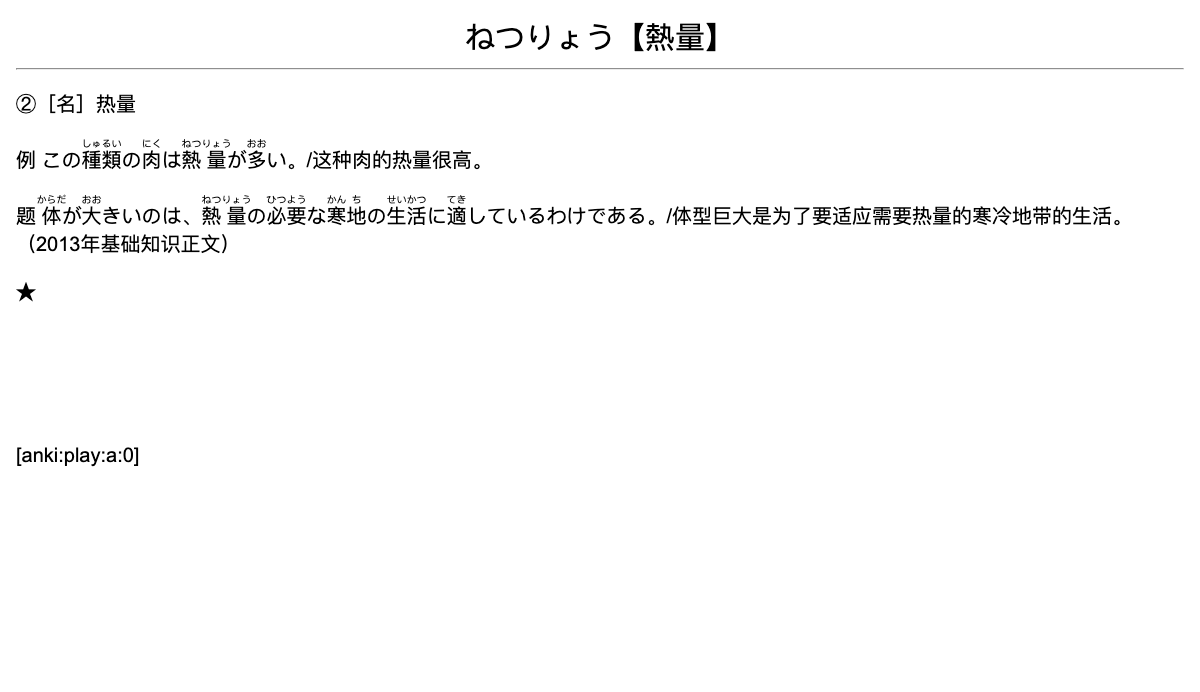 ねつりょう【熱量】
②［名］热量
しゅるい にく ねつりょう おお
例 この種類の肉は熱量が多い。/这种肉的热量很高。
からだ おお ねつりょう ひつよう かん ち せいかつ てき
题 体が大きいのは、熱量の必要な寒地の生活に適しているわけである。/体型巨大是为了要适应需要热量的寒冷地带的生活。
（2013年基础知识正文）
★
[anki:play:a:0]